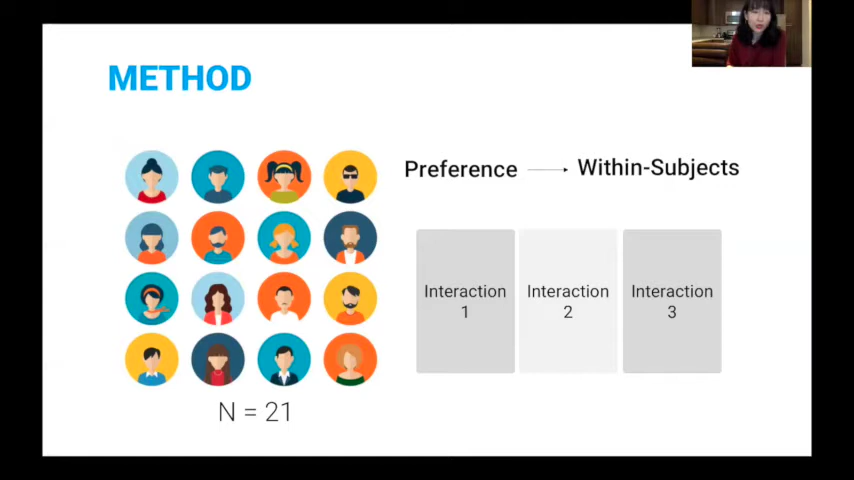 METHOD
Preference
Within-Subjects
Interaction
1
Interaction
2
Interaction
3
N = 21